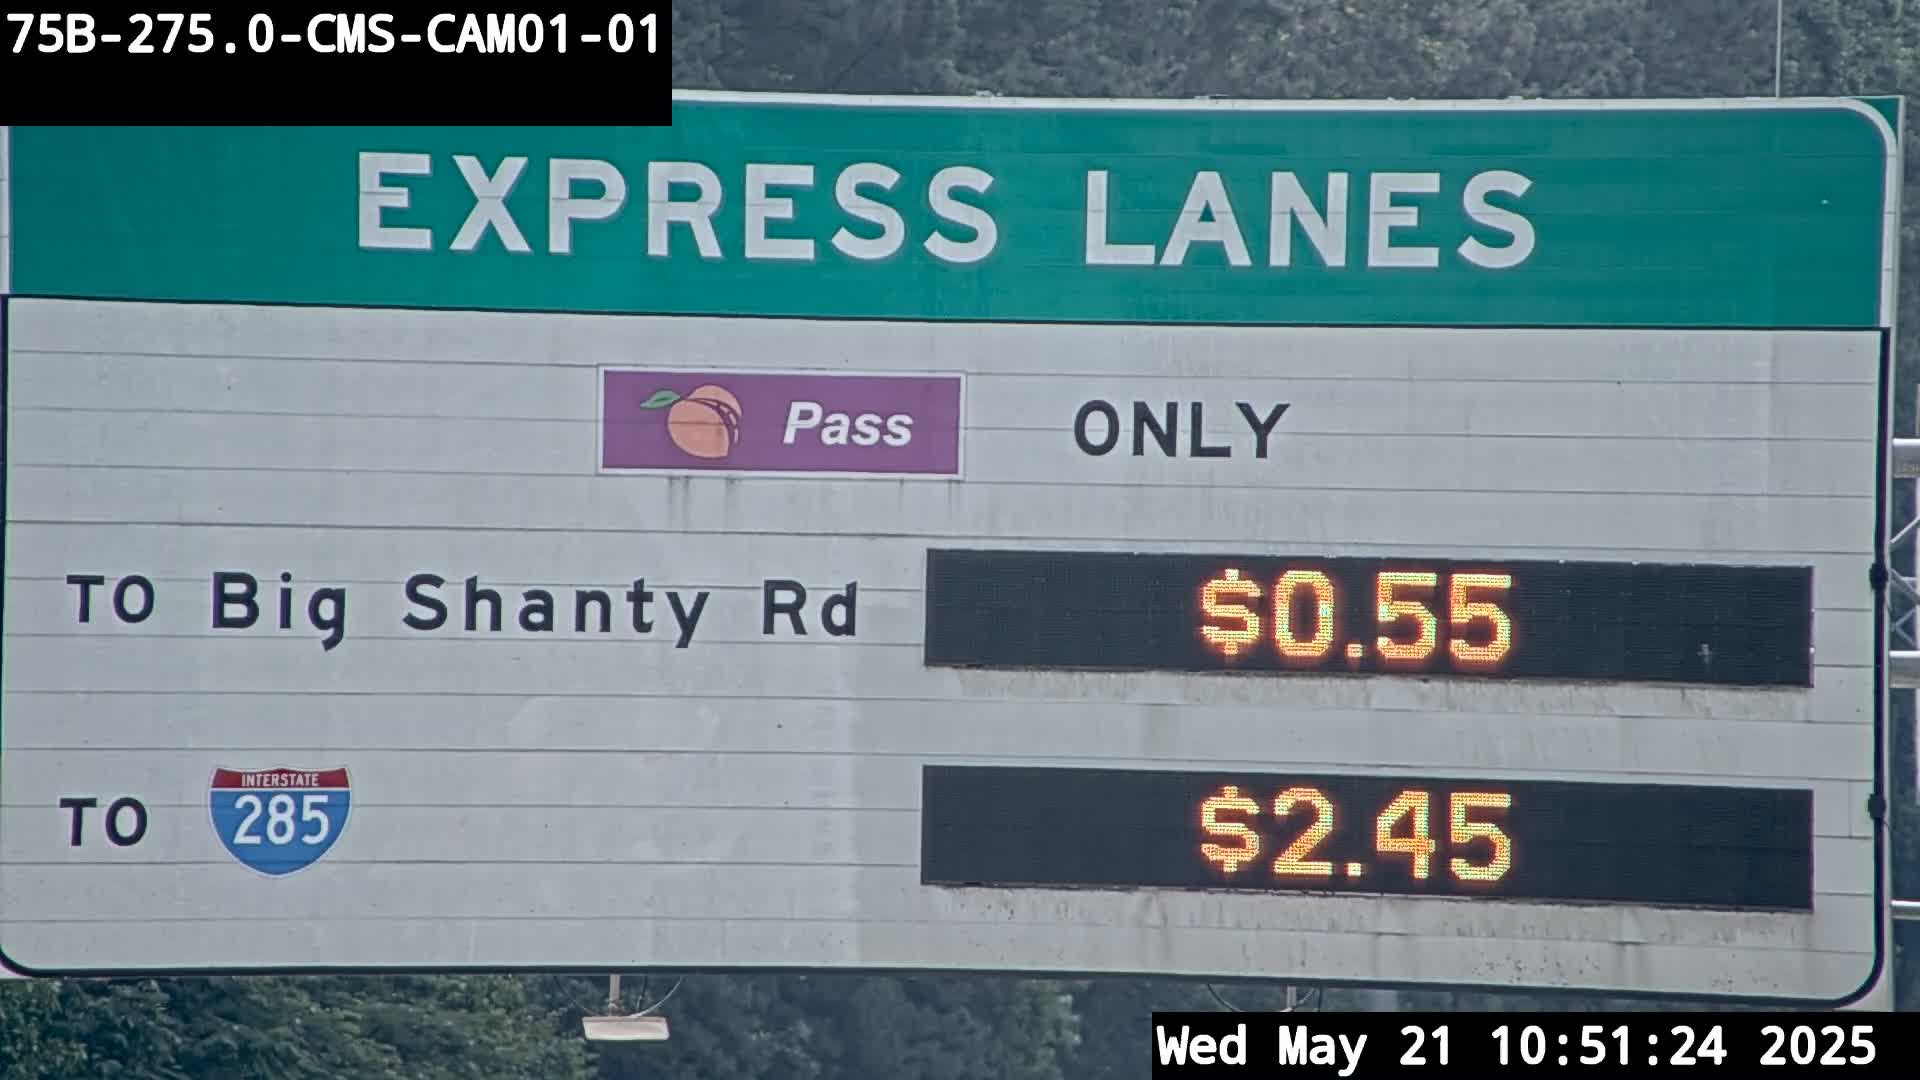 75B-275.0-CMS-CAM01-01
EXPRESS LANES
Pass ONLY
TO Big Shanty Rd $0.55
INTERSTATE
TO 285 $2.45
Wed May 21 10:51:24 2025